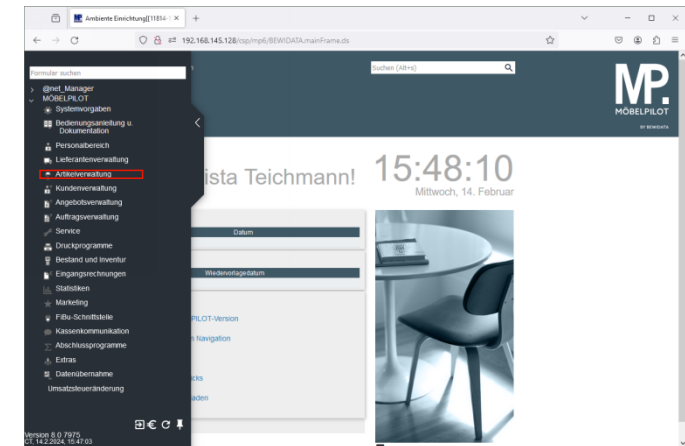 Ambiente Einrichtung[[11814-
192.168.145.128/csp/mp6/BEWIDATA.mainFrame.ds
Formular suchen
@net_Manager
MÖBELPILOT
Systemvorgaben
Bedienungsanleitung u.
Dokumentation
Personalbereich
Lieferantenverwaltung
Artikelverwaltung
Kundenverwaltung
Angebotsverwaltung
Auftragsverwaltung
Service
Druckprogramme
Bestand und Inventur
Eingangsrechnungen
Statistiken
Marketing
FiBu-Schnittstelle
Kassenkommunikation
Abschlussprogramme
Extras
Datenübernahme
Umsatzsteueränderung
Version 8.0 7975
CT, 14.2.2024, 15:47:03
Suchen (Alt+s)
MP.
MÖBELPILOT
BY BEWIDATA
ista Teichmann!
15:48:10
Mittwoch, 14. Februar
Datum
Wiedervorlagedatum
PILOT-Version
n Navigation
cks
laden